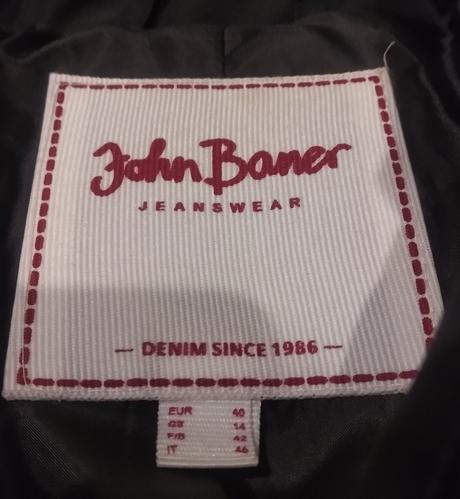 John Baner
JEANSWEAR
— DENIM SINCE 1986 —
EUR 40
GB 14
F/B 42
IT 46